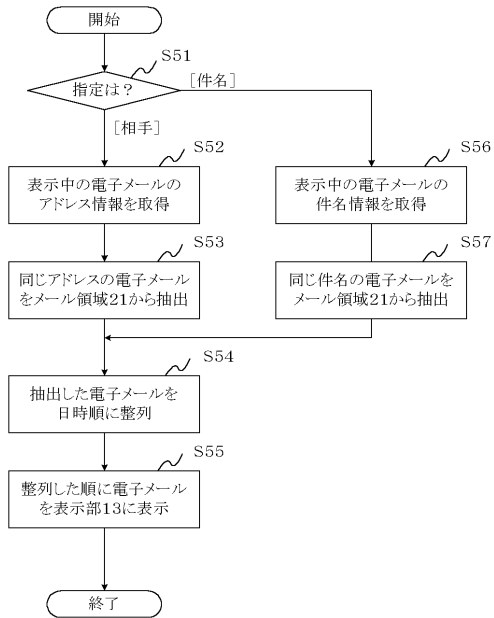 開始
S51
指定は？
[件名]
[相手]
S52
表示中の電子メールの
アドレス情報を取得
S56
表示中の電子メールの
件名情報を取得
S53
同じアドレスの電子メール
をメール領域21から抽出
S57
同じ件名の電子メールを
メール領域21から抽出
S54
抽出した電子メールを
日時順に整列
S55
整列した順に電子メール
を表示部13に表示
終了